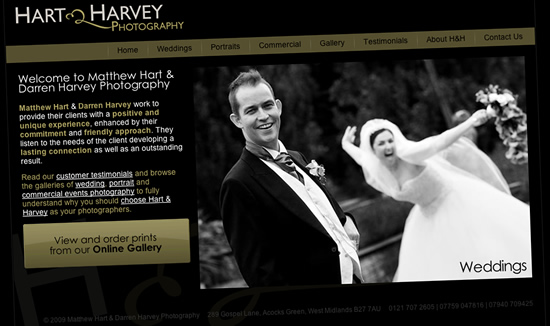 HART & HARVEY
PHOTOGRAPHY
Home Weddings Portraits Commercial Gallery Testimonials About H&H Contact Us
Welcome to Matthew Hart &
Darren Harvey Photography
Matthew Hart & Darren Harvey work to
provide their clients with a positive and
unique experience, enhanced by their
commitment and friendly approach. They
listen to the needs of the client developing a
lasting connection as well as an outstanding
result.
Read our customer testimonials and browse
the galleries of wedding, portrait and
commercial events photography to fully
understand why you should choose Hart &
Harvey as your photographers.
View and order prints
from our Online Gallery
Weddings
© 2009 Matthew Hart & Darren Harvey Photography 269 Gospel Lane, Acocks Green, West Midlands B27 7AU 0121 707 2605 | 07759 047816 | 07940 759425